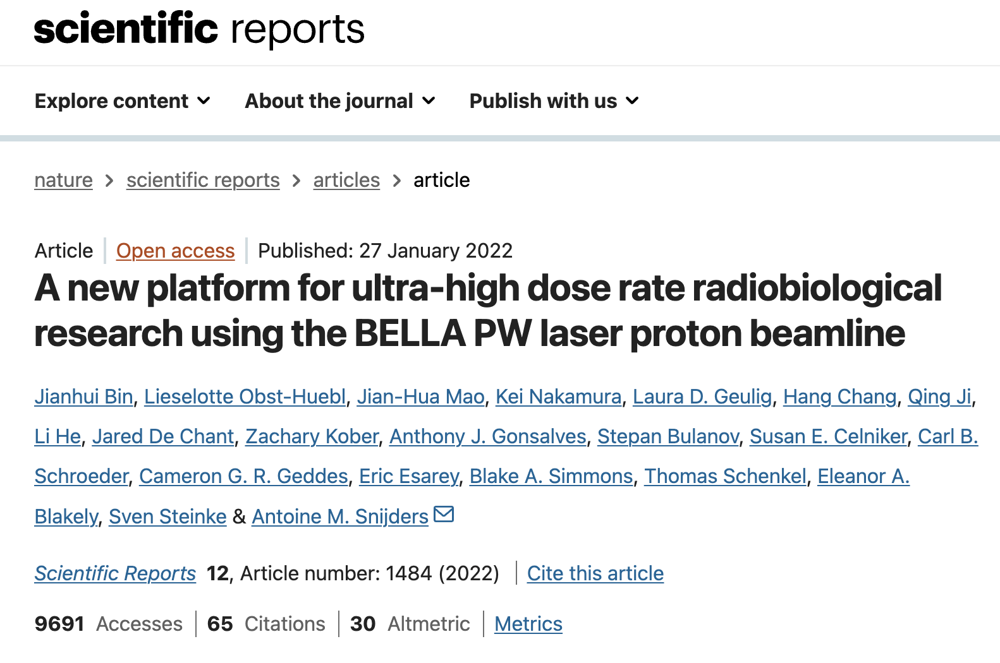 scientific reports
Explore content About the journal Publish with us
nature > scientific reports > articles > article
Article | Open access | Published: 27 January 2022
A new platform for ultra-high dose rate radiobiological
research using the BELLA PW laser proton beamline
Jianhui Bin, Lieselotte Obst-Huebl, Jian-Hua Mao, Kei Nakamura, Laura D. Geulig, Hang Chang, Qing Ji,
Li He, Jared De Chant, Zachary Kober, Anthony J. Gonsalves, Stepan Bulanov, Susan E. Celniker, Carl B.
Schroeder, Cameron G. R. Geddes, Eric Esarey, Blake A. Simmons, Thomas Schenkel, Eleanor A.
Blakely, Sven Steinke & Antoine M. Snijders
Scientific Reports 12, Article number: 1484 (2022) | Cite this article
9691 Accesses | 65 Citations | 30 Altmetric | Metrics